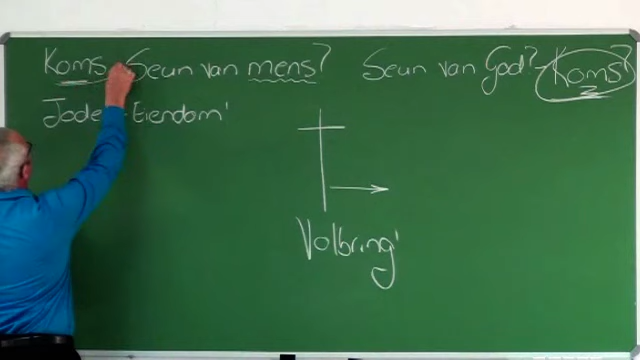 Koms - Seun van mens? Seun van God? - Koms?
Jode - Eiendom'
Volbring'